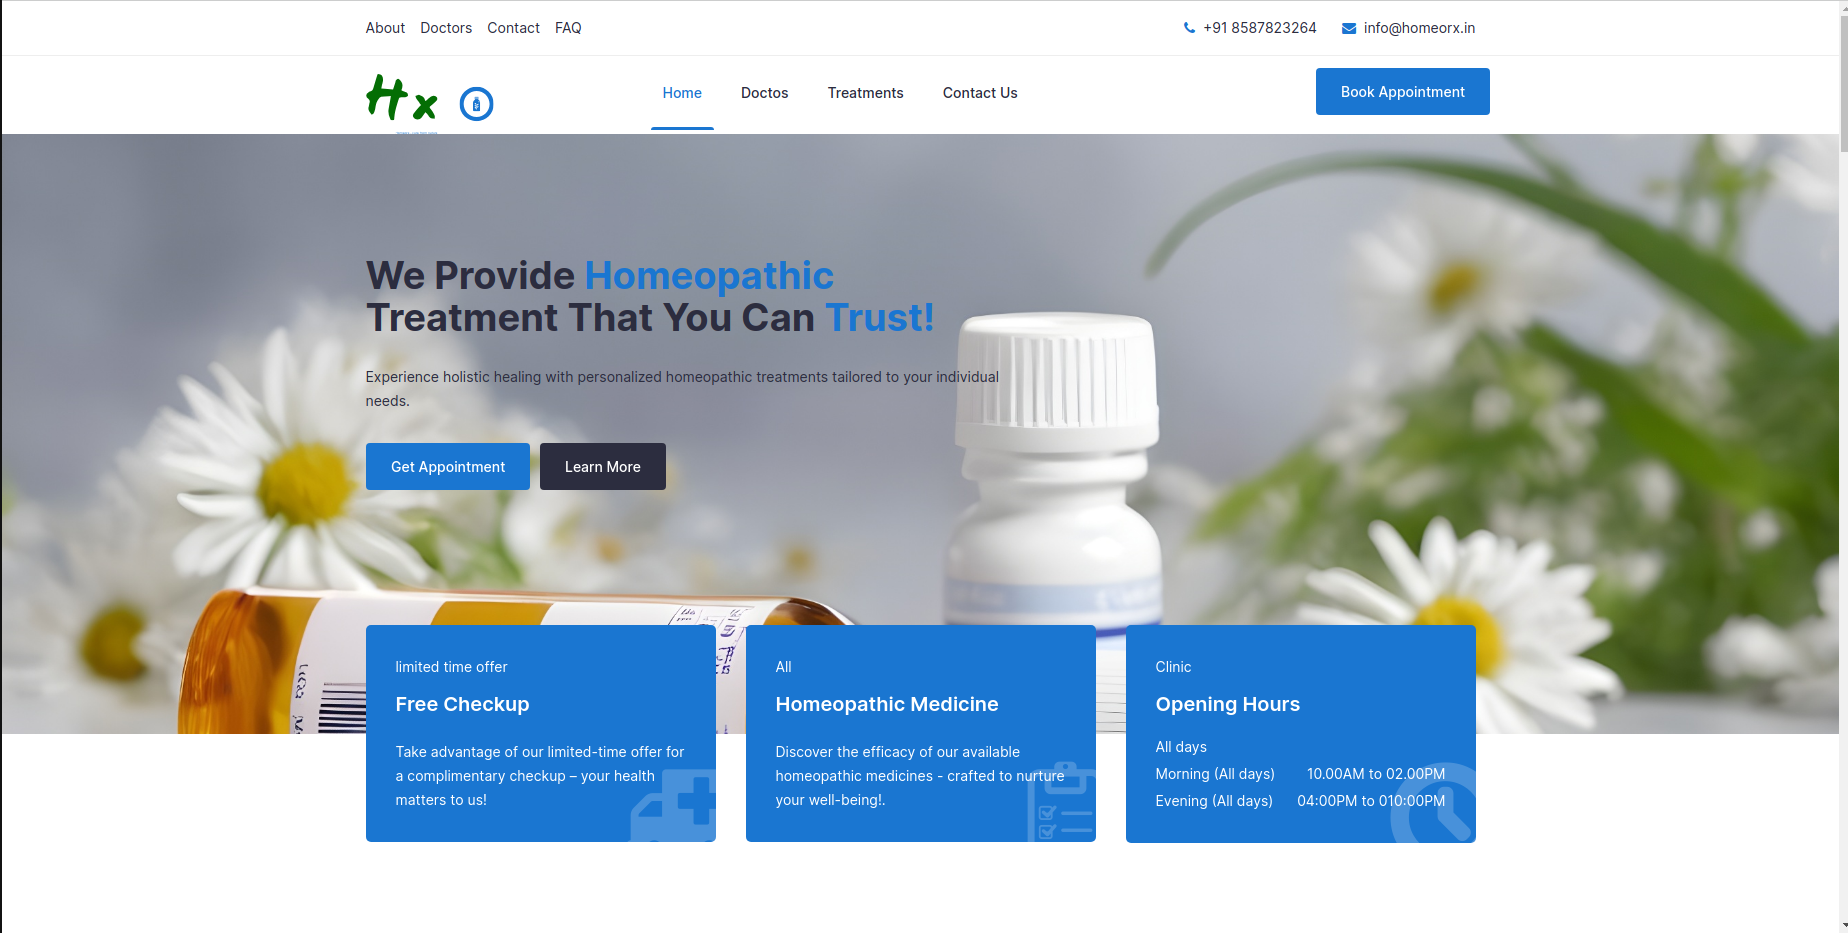 About Doctors Contact FAQ
+91 8587823264 info@homeorx.in
Hx
Home Doctos Treatments Contact Us
Book Appointment
We Provide Homeopathic
Treatment That You Can Trust!
Experience holistic healing with personalized homeopathic treatments tailored to your individual
needs.
Get Appointment Learn More
limited time offer
Free Checkup
Take advantage of our limited-time offer for
a complimentary checkup – your health
matters to us!
All
Homeopathic Medicine
Discover the efficacy of our available
homeopathic medicines - crafted to nurture
your well-being!.
Clinic
Opening Hours
All days
Morning (All days) 10.00AM to 02.00PM
Evening (All days) 04:00PM to 010:00PM